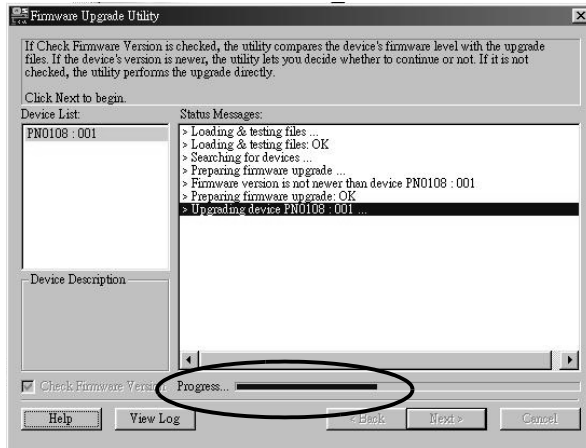 Firmware Upgrade Utility
If Check Firmware Version is checked, the utility compares the device's firmware level with the upgrade
files. If the device's version is newer, the utility lets you decide whether to continue or not. If it is not
checked, the utility performs the upgrade directly.
Click Next to begin.
Device List:
PN0108 : 001
Status Messages:
> Loading & testing files ...
> Loading & testing files: OK
> Searching for devices ...
> Preparing firmware upgrade ...
> Firmware version is not newer than device PN0108 : 001
> Preparing firmware upgrade: OK
> Upgrading device PN0108 : 001 ...
Device Description
Check Firmware Version
Progress...
Help
View Log
< Back
Next >
Cancel